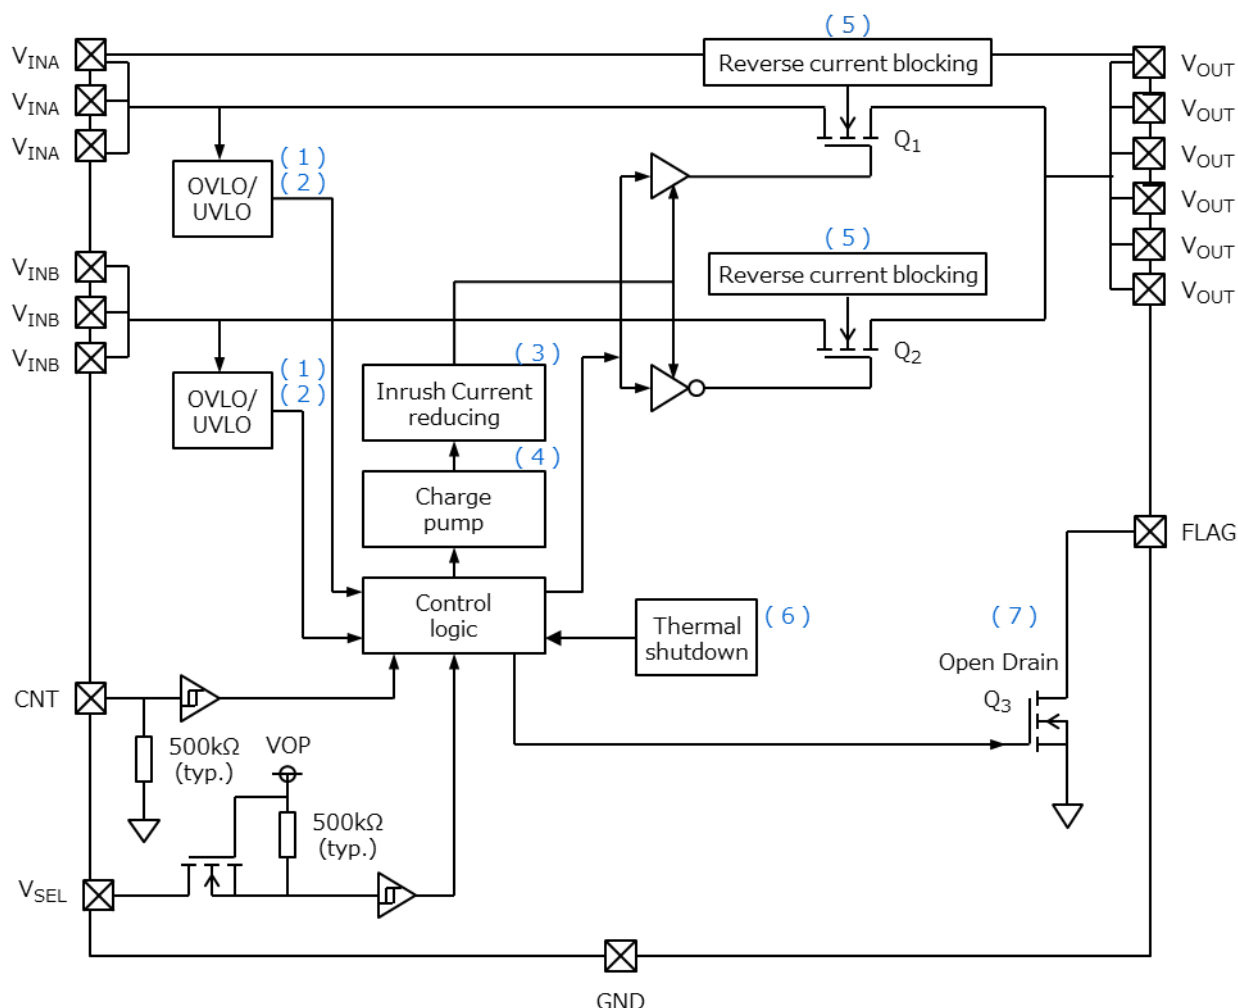 ( 5 )
VINA
Reverse current blocking
VOUT
VINA
VOUT
VINA
Q1
VOUT
( 1 )
( 2 )
OVLO/
UVLO
VOUT
( 5 )
VINB
Reverse current blocking
VOUT
VINB
VOUT
VINB
Q2
( 3 )
( 1 )
( 2 )
OVLO/
UVLO
Inrush Current
reducing
( 4 )
Charge
pump
FLAG
Control
logic
Thermal
shutdown
( 6 )
( 7 )
Open Drain
Q3
CNT
500kΩ
(typ.)
VOP
500kΩ
(typ.)
VSEL
GND